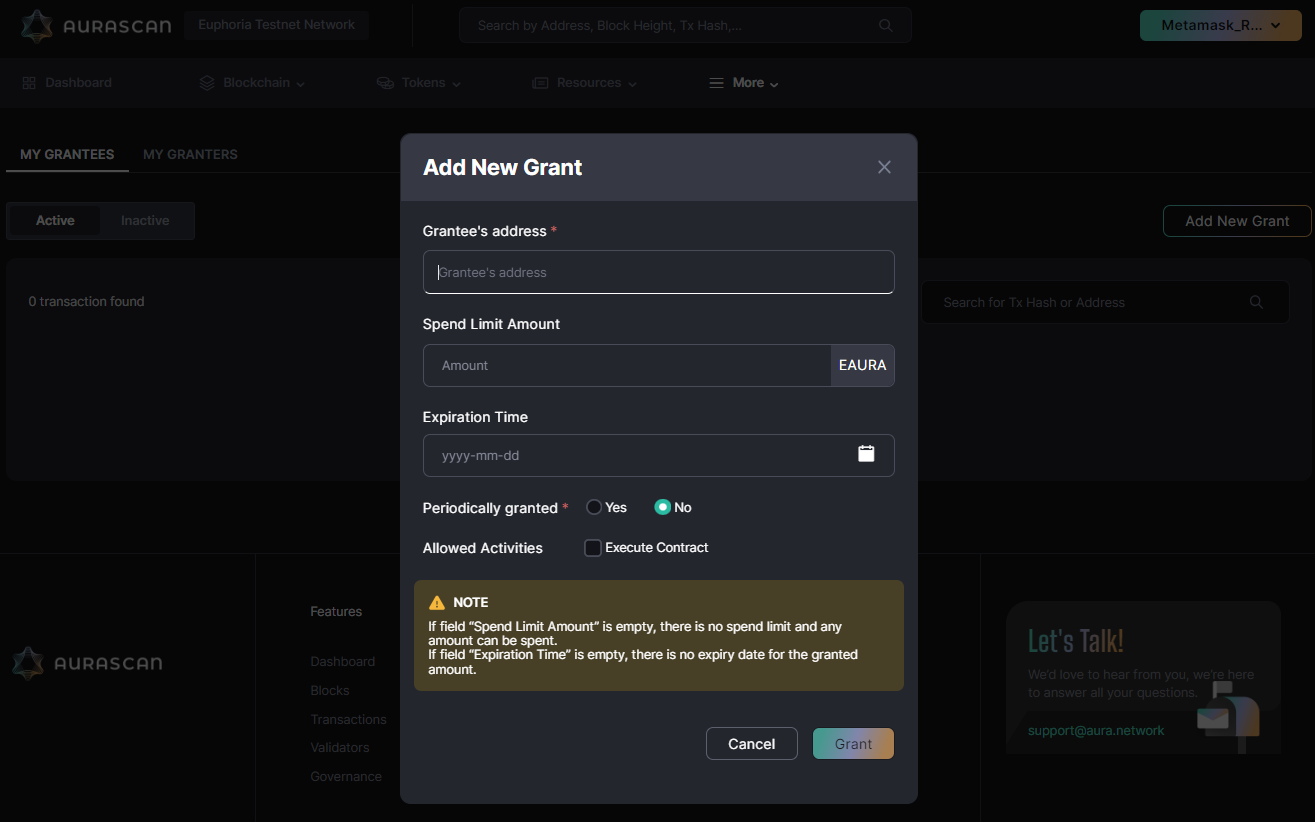 AURASCAN
Euphoria Testnet Network
Search by Address, Block Height, Tx Hash,...
Metamask_R...
Dashboard
Blockchain
Tokens
Resources
More
MY GRANTEES
MY GRANTERS
Active
Inactive
Add New Grant
0 transaction found
Search for Tx Hash or Address
Add New Grant
Grantee's address *
Grantee's address
Spend Limit Amount
Amount
EAURA
Expiration Time
yyyy-mm-dd
Periodically granted *
Yes
No
Allowed Activities
Execute Contract
NOTE
If field “Spend Limit Amount” is empty, there is no spend limit and any
amount can be spent.
If field “Expiration Time” is empty, there is no expiry date for the granted
amount.
Cancel
Grant
AURASCAN
Features
Dashboard
Blocks
Transactions
Validators
Governance
Let's Talk!
We'd love to hear from you, we're here
to answer all your questions.
support@aura.network